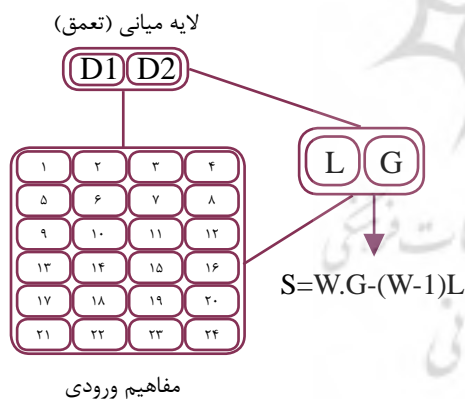 لایه میانی (تعمق)
D1 D2
۱ ۲ ۳ ۴
۵ ۶ ۷ ۸
۹ ۱۰ ۱۱ ۱۲
۱۳ ۱۴ ۱۵ ۱۶
۱۷ ۱۸ ۱۹ ۲۰
۲۱ ۲۲ ۲۳ ۲۴
L G
S=W.G-(W-1)L
مفاهیم ورودی